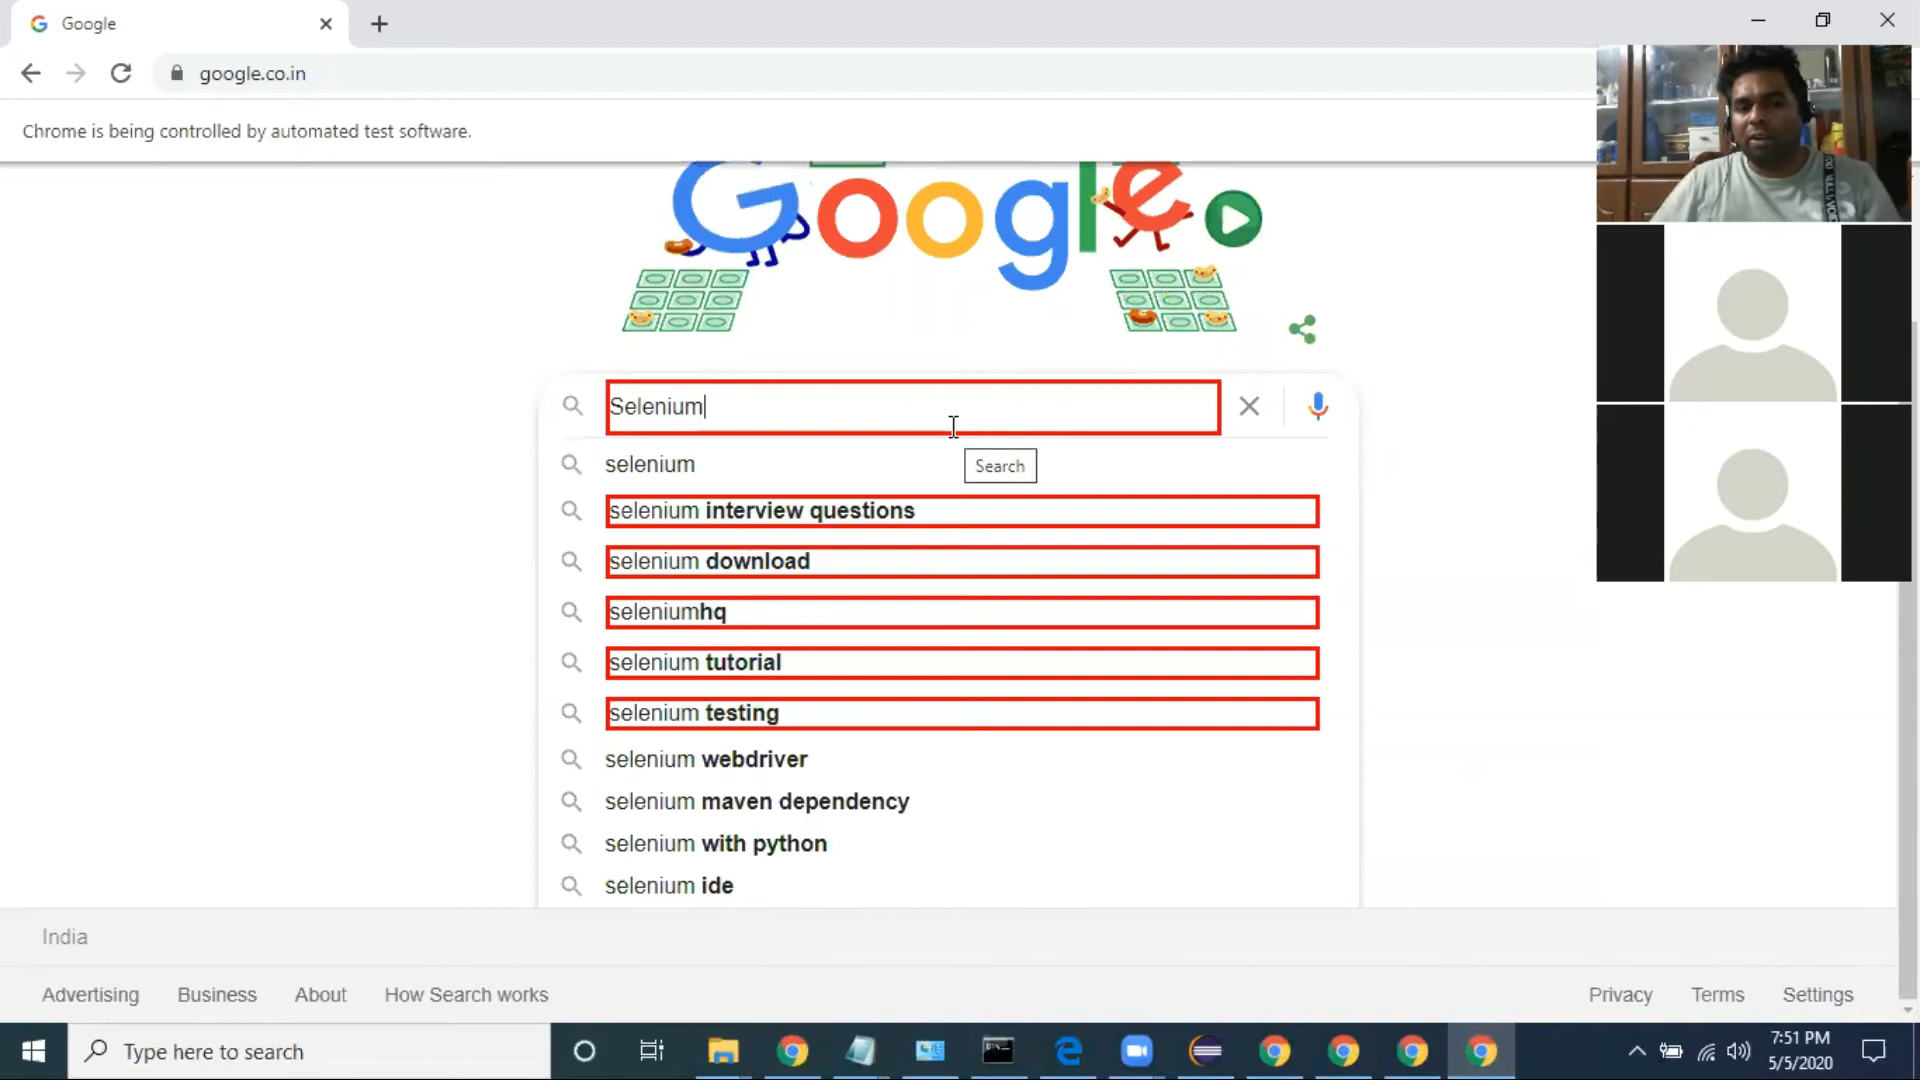 Google
google.co.in
Chrome is being controlled by automated test software.
Google
Selenium
selenium
Search
selenium interview questions
selenium download
seleniumhq
selenium tutorial
selenium testing
selenium webdriver
selenium maven dependency
selenium with python
selenium ide
India
Advertising Business About How Search works Privacy Terms Settings
Type here to search
7:51 PM
5/5/2020